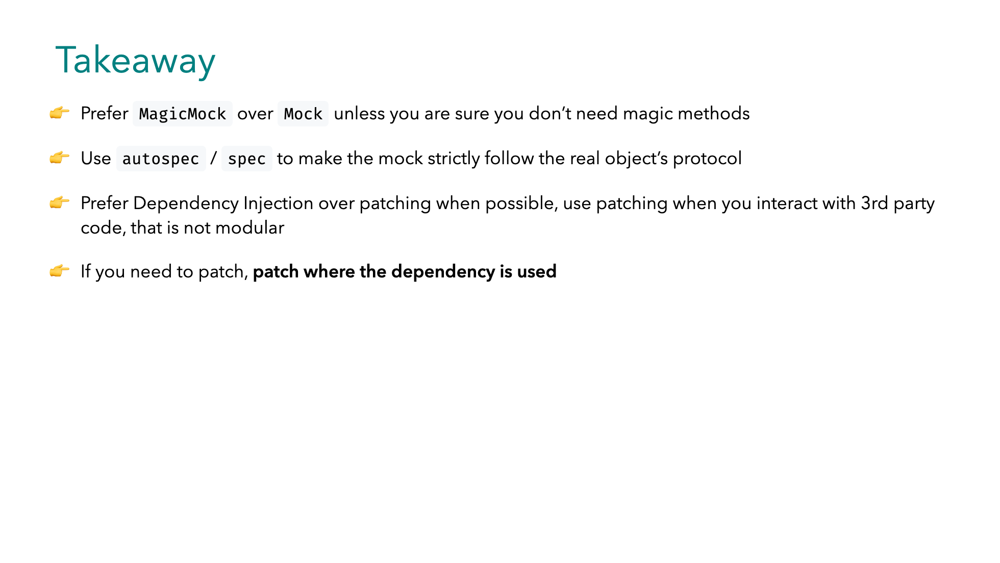 Takeaway
👉 Prefer MagicMock over Mock unless you are sure you don’t need magic methods
👉 Use autospec / spec to make the mock strictly follow the real object’s protocol
👉 Prefer Dependency Injection over patching when possible, use patching when you interact with 3rd party
code, that is not modular
👉 If you need to patch, patch where the dependency is used